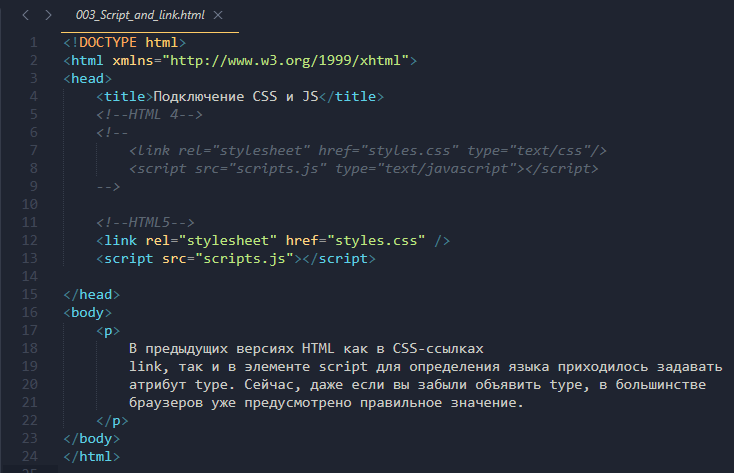 003_Script_and_link.html
1 <!DOCTYPE html>
2 <html xmlns="http://www.w3.org/1999/xhtml">
3 <head>
4     <title>Подключение CSS и JS</title>
5     <!--HTML 4-->
6     <!--
7         <link rel="stylesheet" href="styles.css" type="text/css"/>
8         <script src="scripts.js" type="text/javascript"></script>
9     -->
10
11     <!--HTML5-->
12     <link rel="stylesheet" href="styles.css" />
13     <script src="scripts.js"></script>
14
15 </head>
16 <body>
17     <p>
18         В предыдущих версиях HTML как в CSS-ссылках
19         link, так и в элементе script для определения языка приходилось задавать
20         атрибут type. Сейчас, даже если вы забыли объявить type, в большинстве
21         браузеров уже предусмотрено правильное значение.
22     </p>
23 </body>
24 </html>
25